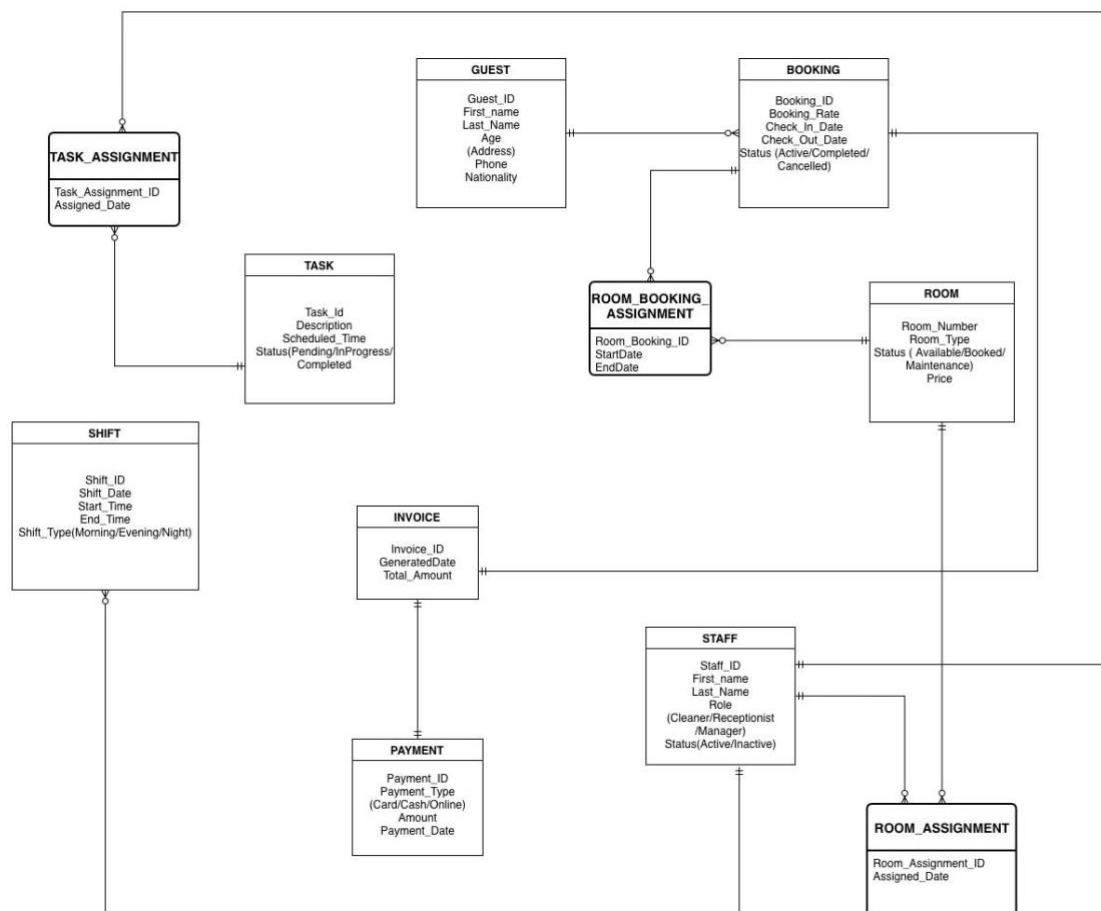 GUEST
Guest_ID
First_name
Last_Name
Age
(Address)
Phone
Nationality
BOOKING
Booking_ID
Booking_Rate
Check_In_Date
Check_Out_Date
Status (Active/Completed/
Cancelled)
TASK_ASSIGNMENT
Task_Assignment_ID
Assigned_Date
TASK
Task_Id
Description
Scheduled_Time
Status(Pending/InProgress/
Completed
ROOM_BOOKING_
ASSIGNMENT
Room_Booking_ID
StartDate
EndDate
ROOM
Room_Number
Room_Type
Status ( Available/Booked/
Maintenance)
Price
SHIFT
Shift_ID
Shift_Date
Start_Time
End_Time
Shift_Type(Morning/Evening/Night)
INVOICE
Invoice_ID
GeneratedDate
Total_Amount
STAFF
Staff_ID
First_name
Last_Name
Role
(Cleaner/Receptionist
/Manager)
Status(Active/Inactive)
PAYMENT
Payment_ID
Payment_Type
(Card/Cash/Online)
Amount
Payment_Date
ROOM_ASSIGNMENT
Room_Assignment_ID
Assigned_Date